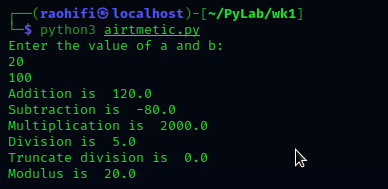 ┌──(raohifi㉿localhost)-[~/PyLab/wk1]
└─$ python3 airtmetic.py
Enter the value of a and b:
20
100
Addition is  120.0
Subtraction is  -80.0
Multiplication is  2000.0
Division is  5.0
Truncate division is  0.0
Modulus is  20.0